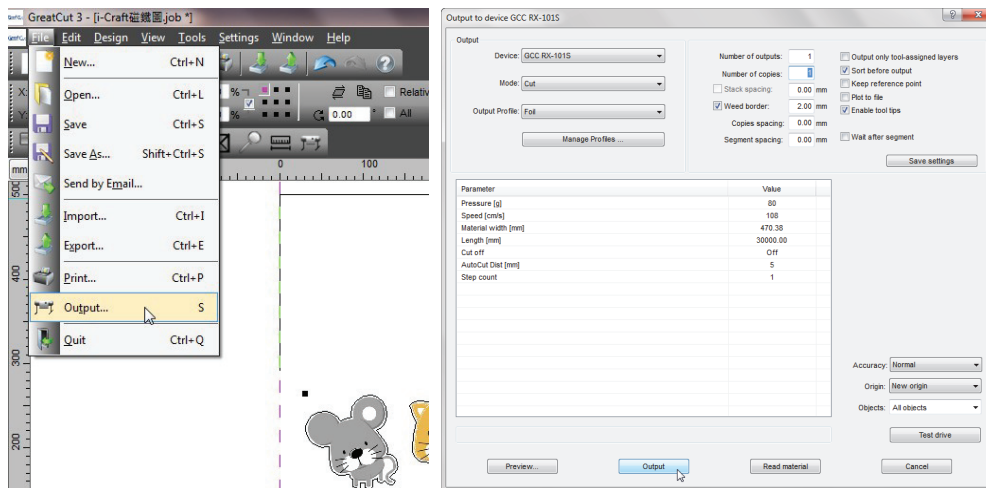 GreatCut 3 - [i-Craft磁鐵圖.job *]
File Edit Design View Tools Settings Window Help
New... Ctrl+N
Open... Ctrl+L
Save Ctrl+S
Save As... Shift+Ctrl+S
Send by Email...
Import... Ctrl+I
Export... Ctrl+E
Print... Ctrl+P
Output... S
Quit Ctrl+Q
X:
Y:
%
%
0.00 °
Relativ
All
mm
0 100
500
400
300
200
Output to device GCC RX-101S
Output
Device: GCC RX-101S
Mode: Cut
Output Profile: Foil
Manage Profiles ...
Number of outputs: 1
Number of copies: 1
Stack spacing: 0.00 mm
Weed border: 2.00 mm
Copies spacing: 0.00 mm
Segment spacing: 0.00 mm
Output only tool-assigned layers
Sort before output
Keep reference point
Plot to file
Enable tool tips
Wait after segment
Save settings
Parameter Value
Pressure [g] 80
Speed [cm/s] 108
Material width [mm] 470.38
Length [mm] 30000.00
Cut off Off
AutoCut Dist [mm] 5
Step count 1
Accuracy: Normal
Origin: New origin
Objects: All objects
Test drive
Preview... Output Read material Cancel